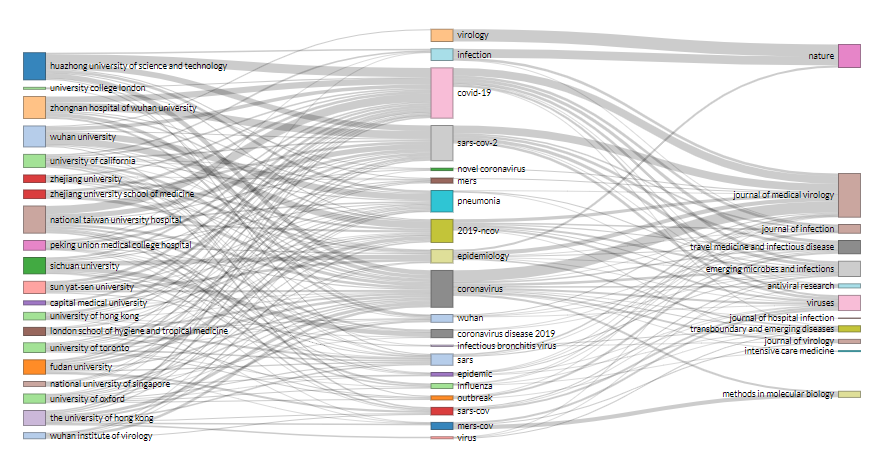 huazhong university of science and technology
university college london
zhongnan hospital of wuhan university
wuhan university
university of california
zhejiang university
zhejiang university school of medicine
national taiwan university hospital
peking union medical college hospital
sichuan university
sun yat-sen university
capital medical university
university of hong kong
london school of hygiene and tropical medicine
university of toronto
fudan university
national university of singapore
university of oxford
the university of hong kong
wuhan institute of virology
virology
infection
covid-19
sars-cov-2
novel coronavirus
mers
pneumonia
2019-ncov
epidemiology
coronavirus
wuhan
coronavirus disease 2019
infectious bronchitis virus
sars
epidemic
influenza
outbreak
sars-cov
mers-cov
virus
nature
journal of medical virology
journal of infection
travel medicine and infectious disease
emerging microbes and infections
antiviral research
viruses
journal of hospital infection
transboundary and emerging diseases
journal of virology
intensive care medicine
methods in molecular biology